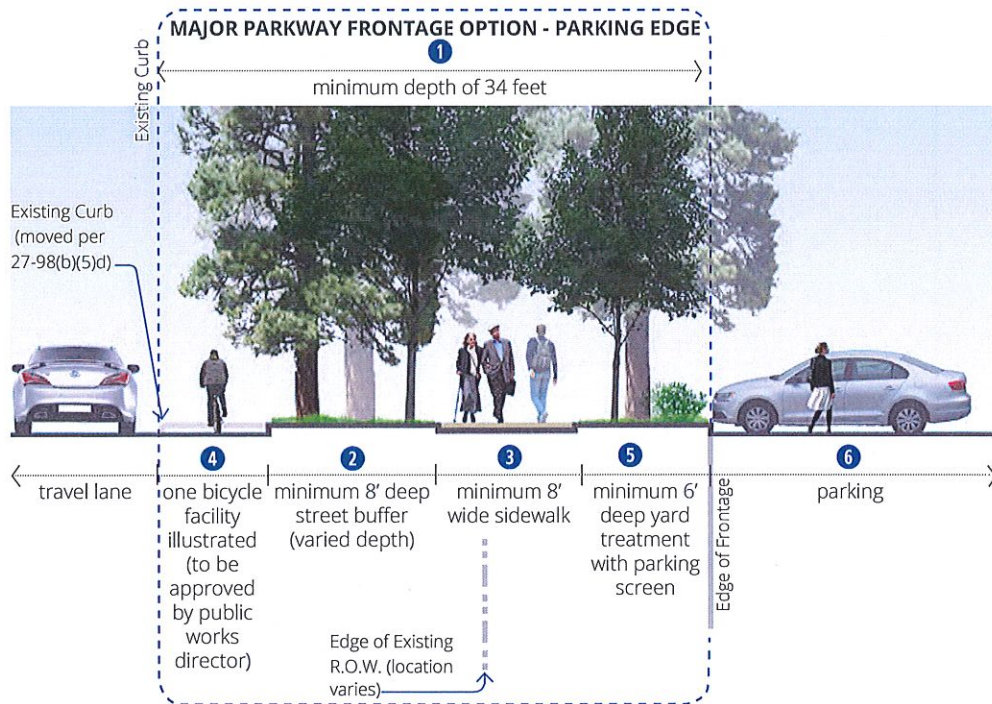 MAJOR PARKWAY FRONTAGE OPTION - PARKING EDGE
1
minimum depth of 34 feet
Existing Curb
Existing Curb
(moved per
27-98(b)(5)d)
4
2
3
5
6
travel lane
one bicycle
facility
illustrated
(to be
approved
by public
works
director)
minimum 8' deep
street buffer
(varied depth)
minimum 8'
wide sidewalk
minimum 6'
deep yard
treatment
with parking
screen
parking
Edge of Frontage
Edge of Existing
R.O.W. (location
varies)